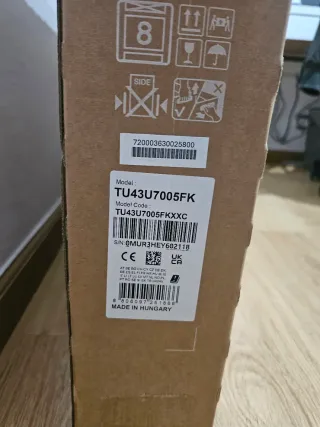 8
SIDE
720003630025800
Model :
TU43U7005FK
Model Code :
TU43U7005FKXXC
S/N: 0MUR3HEY602118
CE
UK
CA
MADE IN HUNGARY